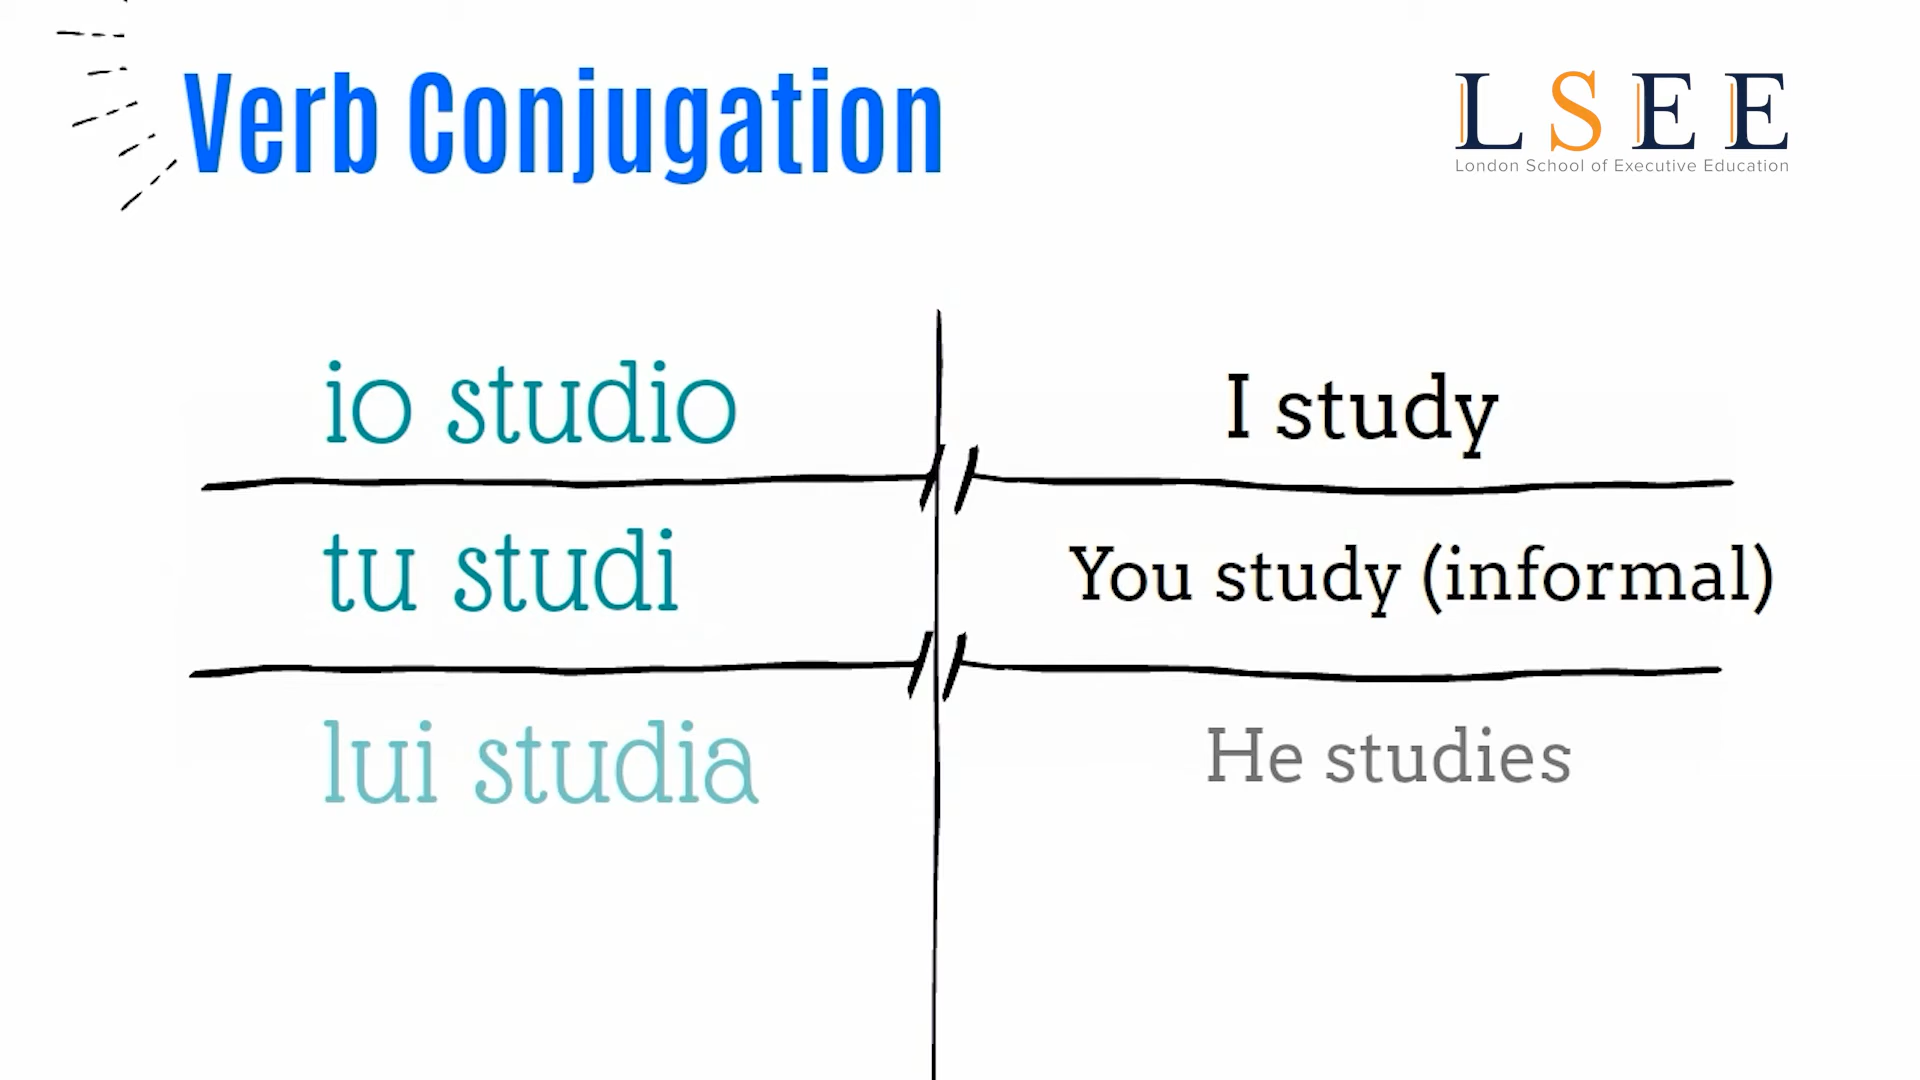 Verb Conjugation
LSEE
London School of Executive Education
io studio
I study
tu studi
You study (informal)
lui studia
He studies